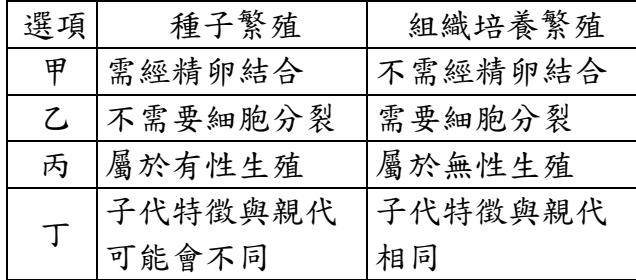 選項 種子繁殖 組織培養繁殖
甲 需經精卵結合 不需經精卵結合
乙 不需要細胞分裂 需要細胞分裂
丙 屬於有性生殖 屬於無性生殖
丁 子代特徵與親代可能會不同 子代特徵與親代相同